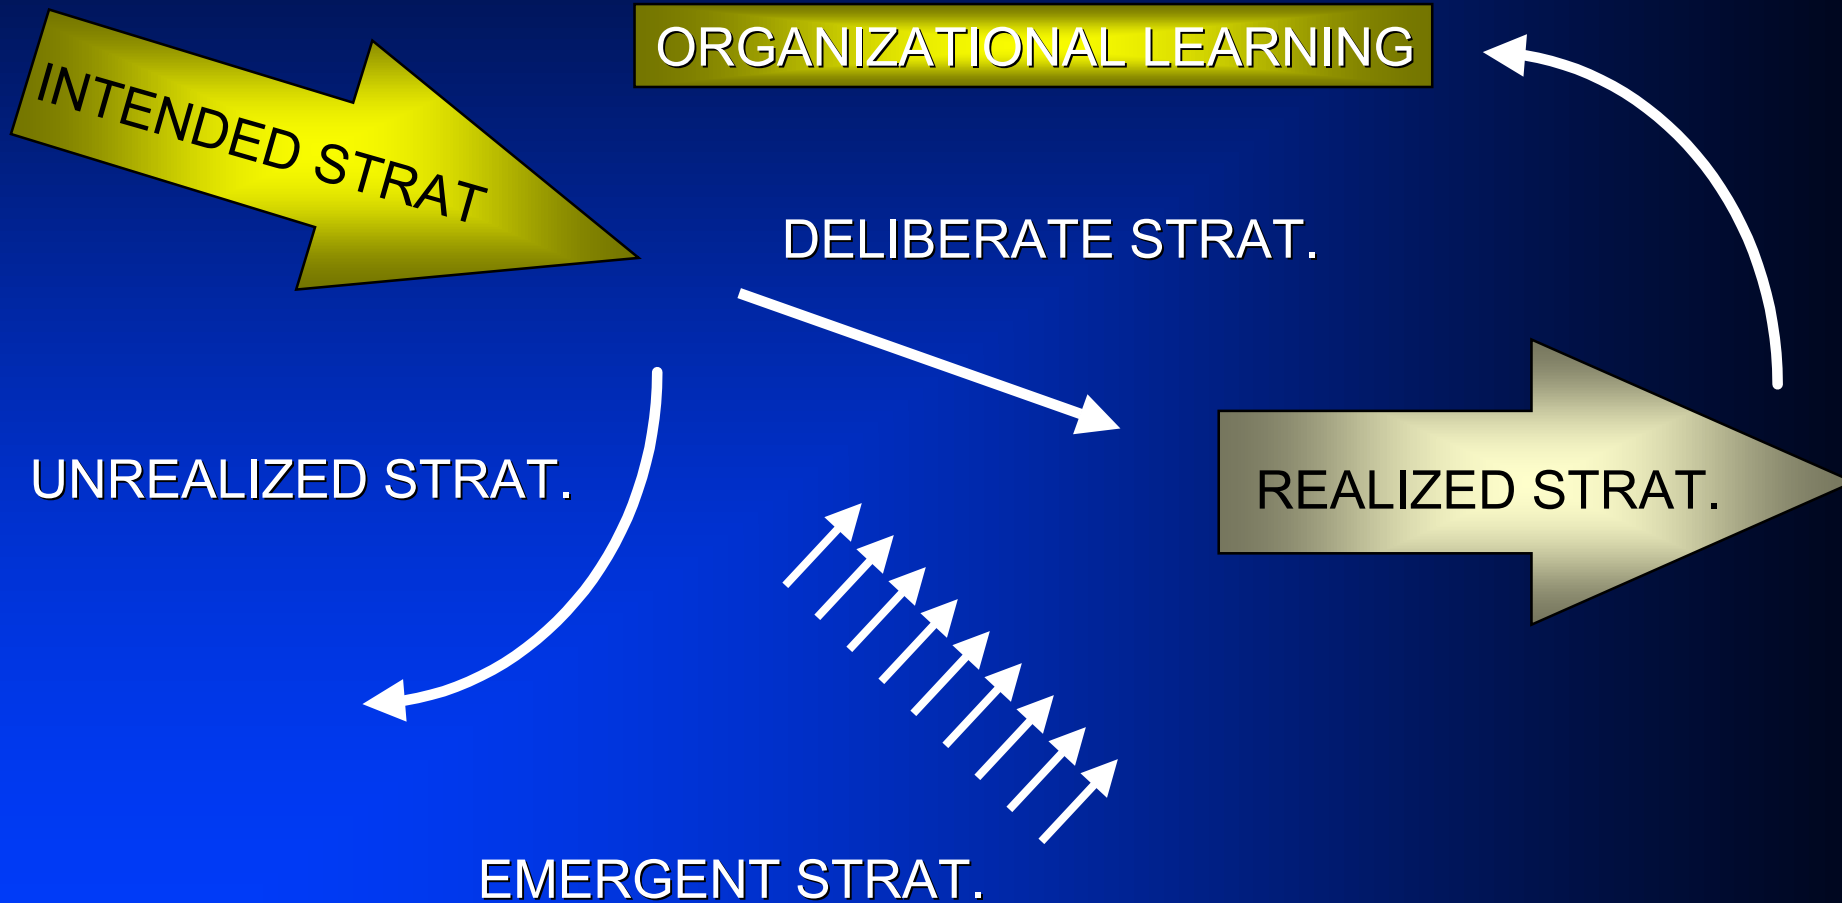 ORGANIZATIONAL LEARNING
INTENDED STRAT
DELIBERATE STRAT.
UNREALIZED STRAT.
REALIZED STRAT.
EMERGENT STRAT.